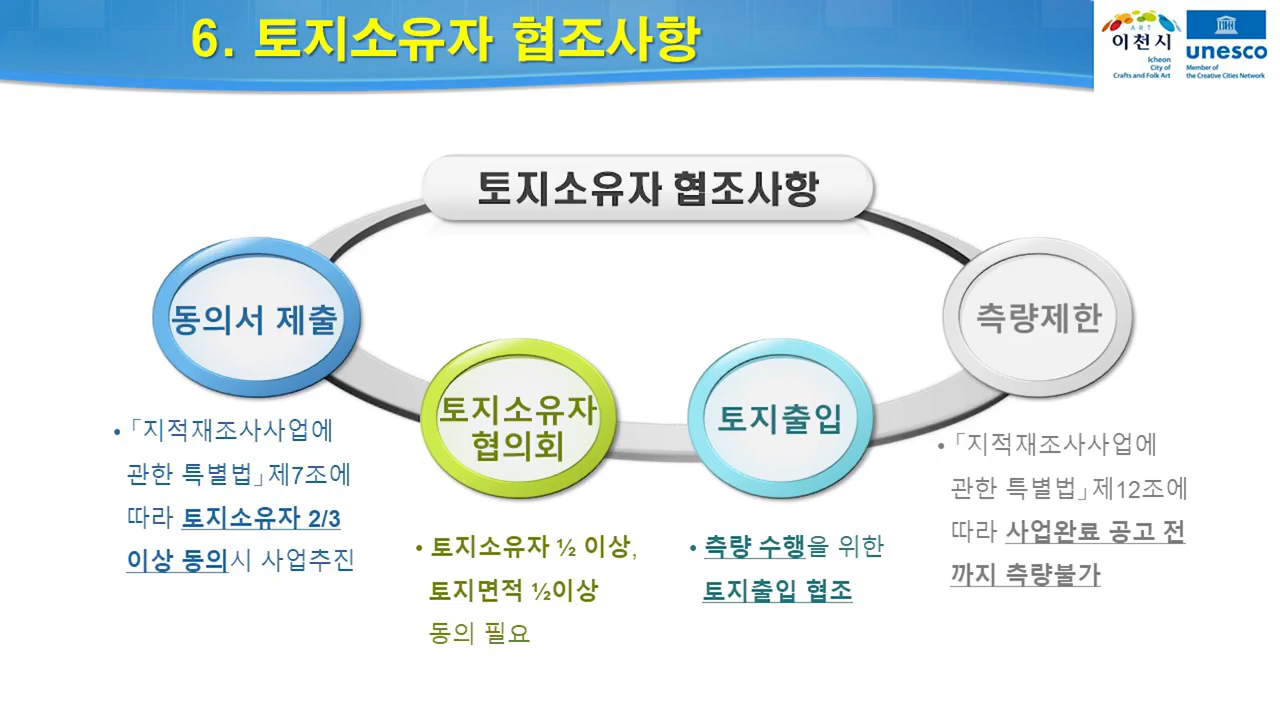 6. 토지소유자 협조사항
ART
이천시
Icheon
City of
Crafts and Folk Art
unesco
Member of
the Creative Cities Network
토지소유자 협조사항
동의서 제출
• 「지적재조사사업에
관한 특별법」제7조에
따라 토지소유자 2/3
이상 동의시 사업추진
토지소유자
협의회
• 토지소유자 ½ 이상,
토지면적 ½이상
동의 필요
토지출입
• 측량 수행을 위한
토지출입 협조
측량제한
• 「지적재조사사업에
관한 특별법」제12조에
따라 사업완료 공고 전
까지 측량불가